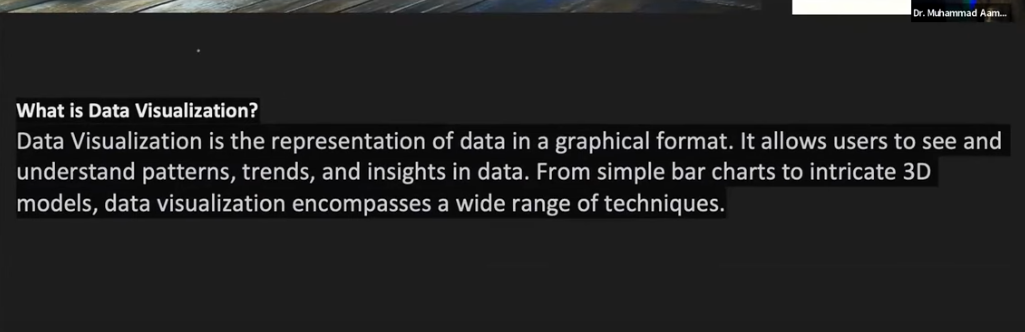 Dr. Muhammad Aam...
What is Data Visualization?
Data Visualization is the representation of data in a graphical format. It allows users to see and
understand patterns, trends, and insights in data. From simple bar charts to intricate 3D
models, data visualization encompasses a wide range of techniques.